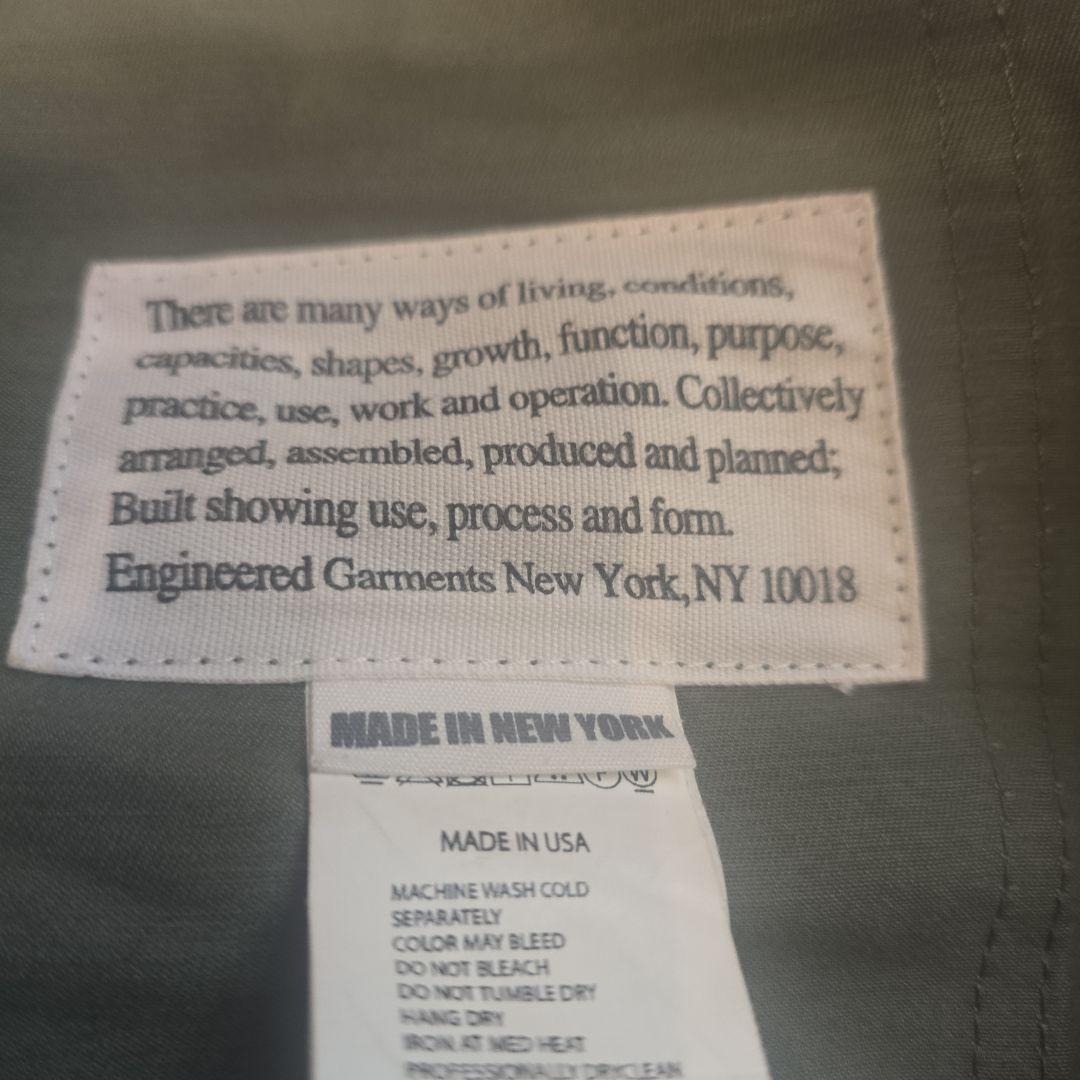 There are many ways of living, conditions,
capacities, shapes, growth, function, purpose,
practice, use, work and operation. Collectively
arranged, assembled, produced and planned;
Built showing use, process and form.
Engineered Garments New York,NY 10018
MADE IN NEW YORK
W
MADE IN USA
MACHINE WASH COLD
SEPARATELY
COLOR MAY BLEED
DO NOT BLEACH
DO NOT TUMBLE DRY
HANG DRY
IRON AT MED HEAT
PROFESSIONALLY DRYCLEAN